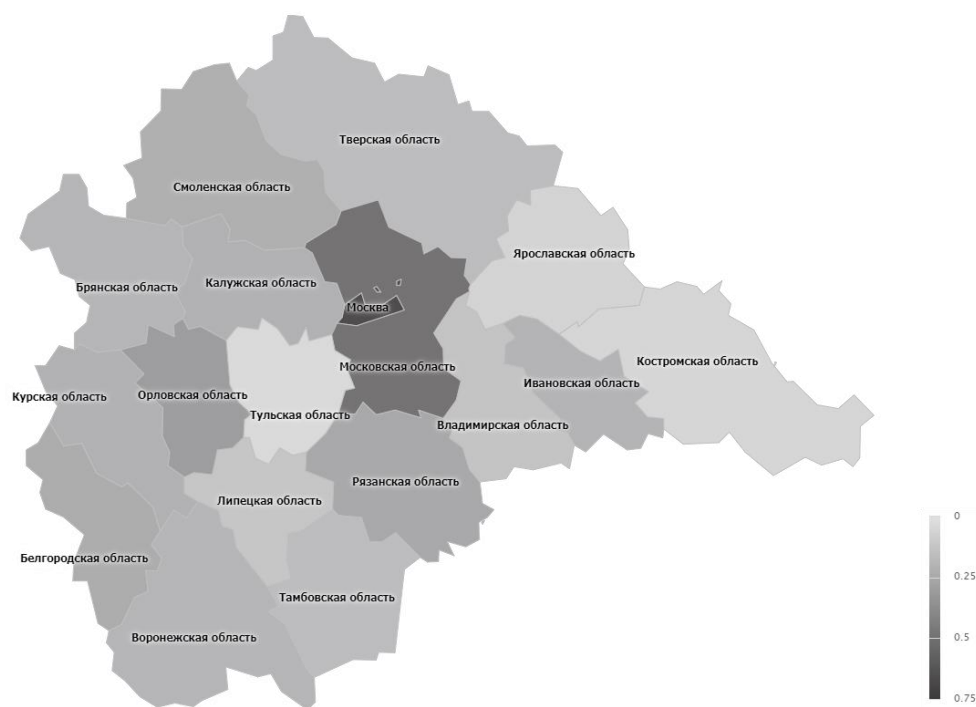 Тверская область
Смоленская область
Ярославская область
Калужская область
Брянская область
Москва
Костромская область
Московская область
Ивановская область
Орловская область
Курская область
Тульская область
Владимирская область
Рязанская область
Липецкая область
0
Белгородская область
0.25
Тамбовская область
Воронежская область
0.5
0.75